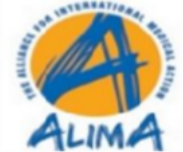 THE ALLIANCE FOR INTERNATIONAL MEDICAL ACTION
ALIMA